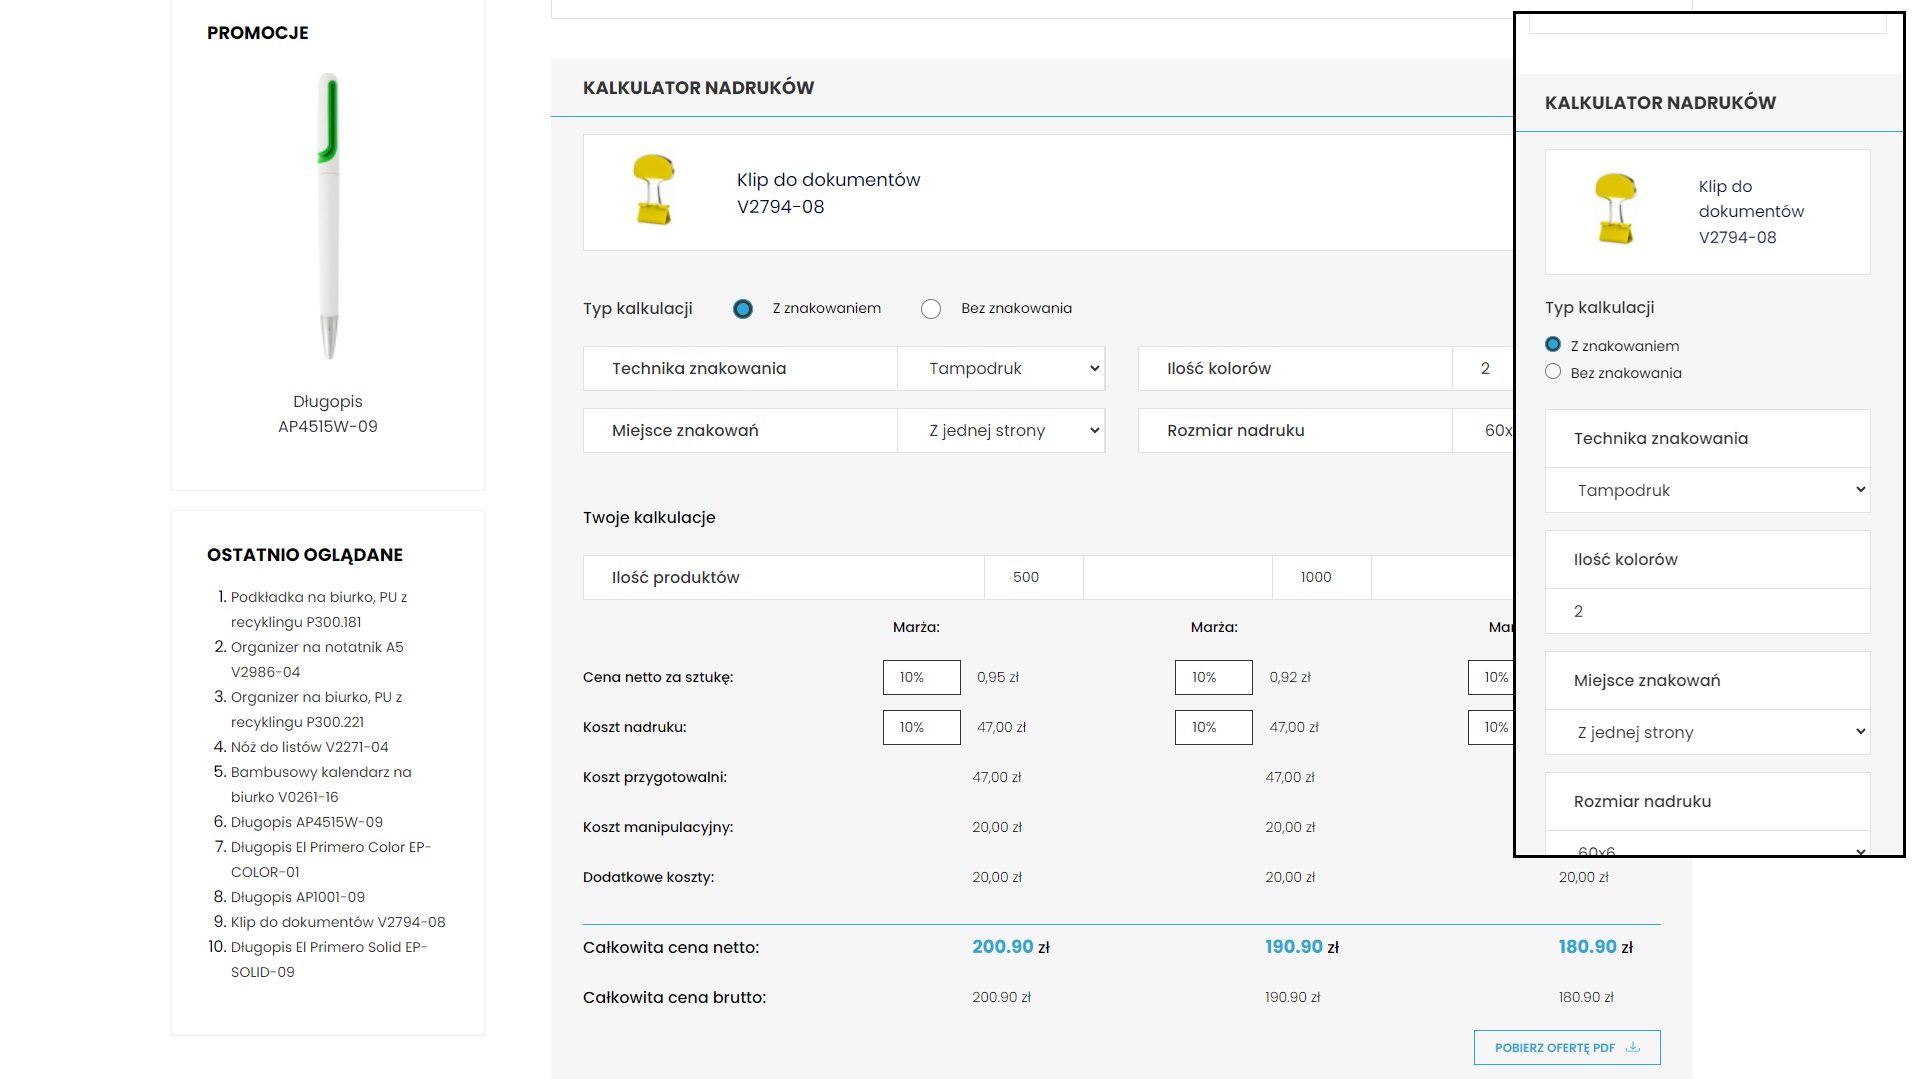 PROMOCJE
Długopis
AP4515W-09
OSTATNIO OGLĄDANE
1. Podkładka na biurko, PU z
recyklingu P300.181
2. Organizer na notatnik A5
V2986-04
3. Organizer na biurko, PU z
recyklingu P300.221
4. Nóż do listów V2271-04
5. Bambusowy kalendarz na
biurko V0261-16
6. Długopis AP4515W-09
7. Długopis El Primero Color EP-
COLOR-01
8. Długopis AP1001-09
9. Klip do dokumentów V2794-08
10. Długopis El Primero Solid EP-
SOLID-09
KALKULATOR NADRUKÓW
Klip do dokumentów
V2794-08
Typ kalkulacji Z znakowaniem Bez znakowania
Technika znakowania Tampodruk Ilość kolorów 2
Miejsce znakowań Z jednej strony Rozmiar nadruku 60x
Twoje kalkulacje
Ilość produktów 500 1000
Marża: Marża: Mar
Cena netto za sztukę: 10% 0,95 zł 10% 0,92 zł 10%
Koszt nadruku: 10% 47,00 zł 10% 47,00 zł 10%
Koszt przygotowalni: 47,00 zł 47,00 zł
Koszt manipulacyjny: 20,00 zł 20,00 zł
Dodatkowe koszty: 20,00 zł 20,00 zł 20,00 zł
Całkowita cena netto: 200.90 zł 190.90 zł 180.90 zł
Całkowita cena brutto: 200.90 zł 190.90 zł 180.90 zł
POBIERZ OFERTĘ PDF
KALKULATOR NADRUKÓW
Klip do
dokumentów
V2794-08
Typ kalkulacji
Z znakowaniem
Bez znakowania
Technika znakowania
Tampodruk
Ilość kolorów
2
Miejsce znakowań
Z jednej strony
Rozmiar nadruku
60x6